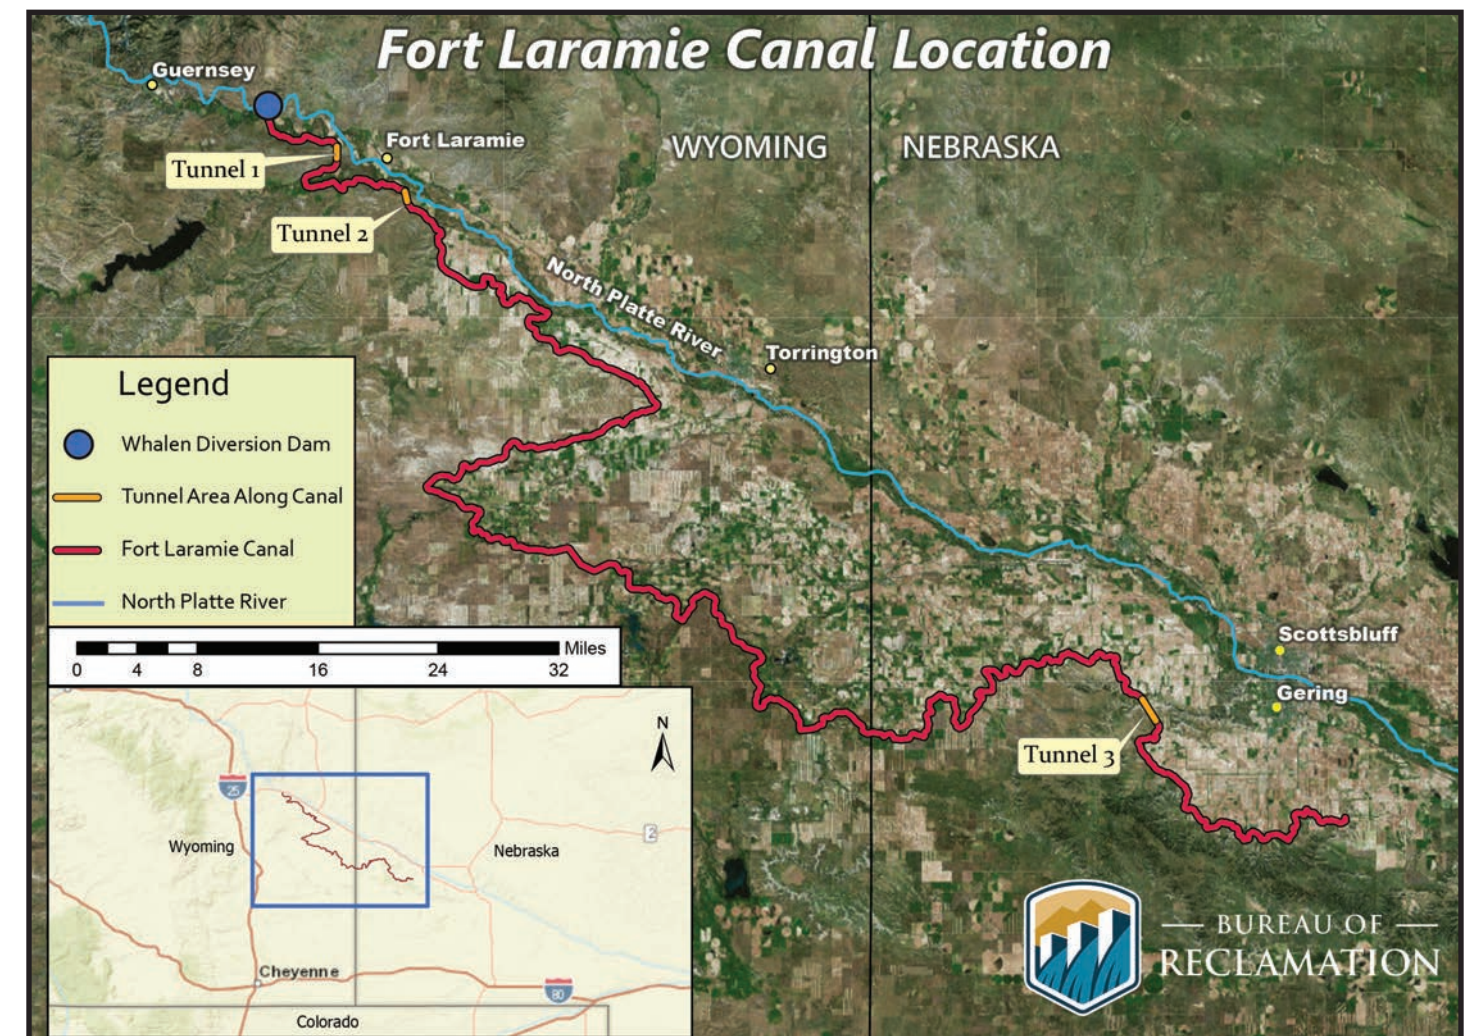 Fort Laramie Canal Location
Guernsey
Fort Laramie
WYOMING
NEBRASKA
Tunnel 1
Tunnel 2
North Platte River
Torrington
Legend
Whalen Diversion Dam
Tunnel Area Along Canal
Fort Laramie Canal
North Platte River
Miles
0 4 8 16 24 32
Scottsbluff
Gering
Tunnel 3
N
25
2
Wyoming
Nebraska
Cheyenne
80
Colorado
BUREAU OF
RECLAMATION